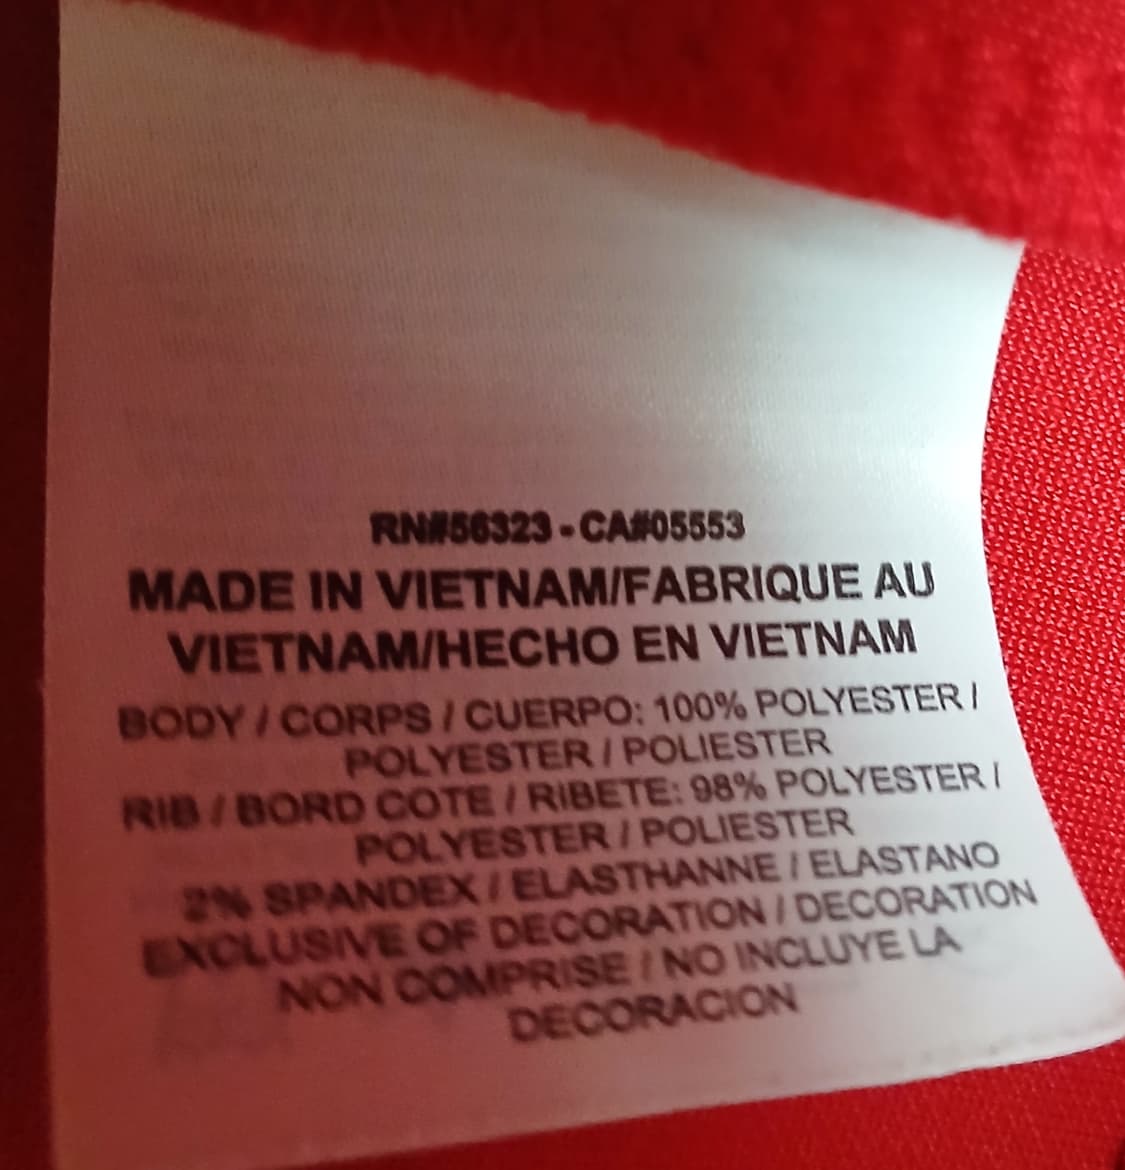 RN#56323 - CA#05553
MADE IN VIETNAM/FABRIQUE AU
VIETNAM/HECHO EN VIETNAM
BODY / CORPS / CUERPO: 100% POLYESTER /
POLYESTER / POLIESTER
RIB / BORD COTE / RIBETE: 98% POLYESTER /
POLYESTER / POLIESTER
2% SPANDEX / ELASTHANNE / ELASTANO
EXCLUSIVE OF DECORATION / DECORATION
NON COMPRISE / NO INCLUYE LA
DECORACION